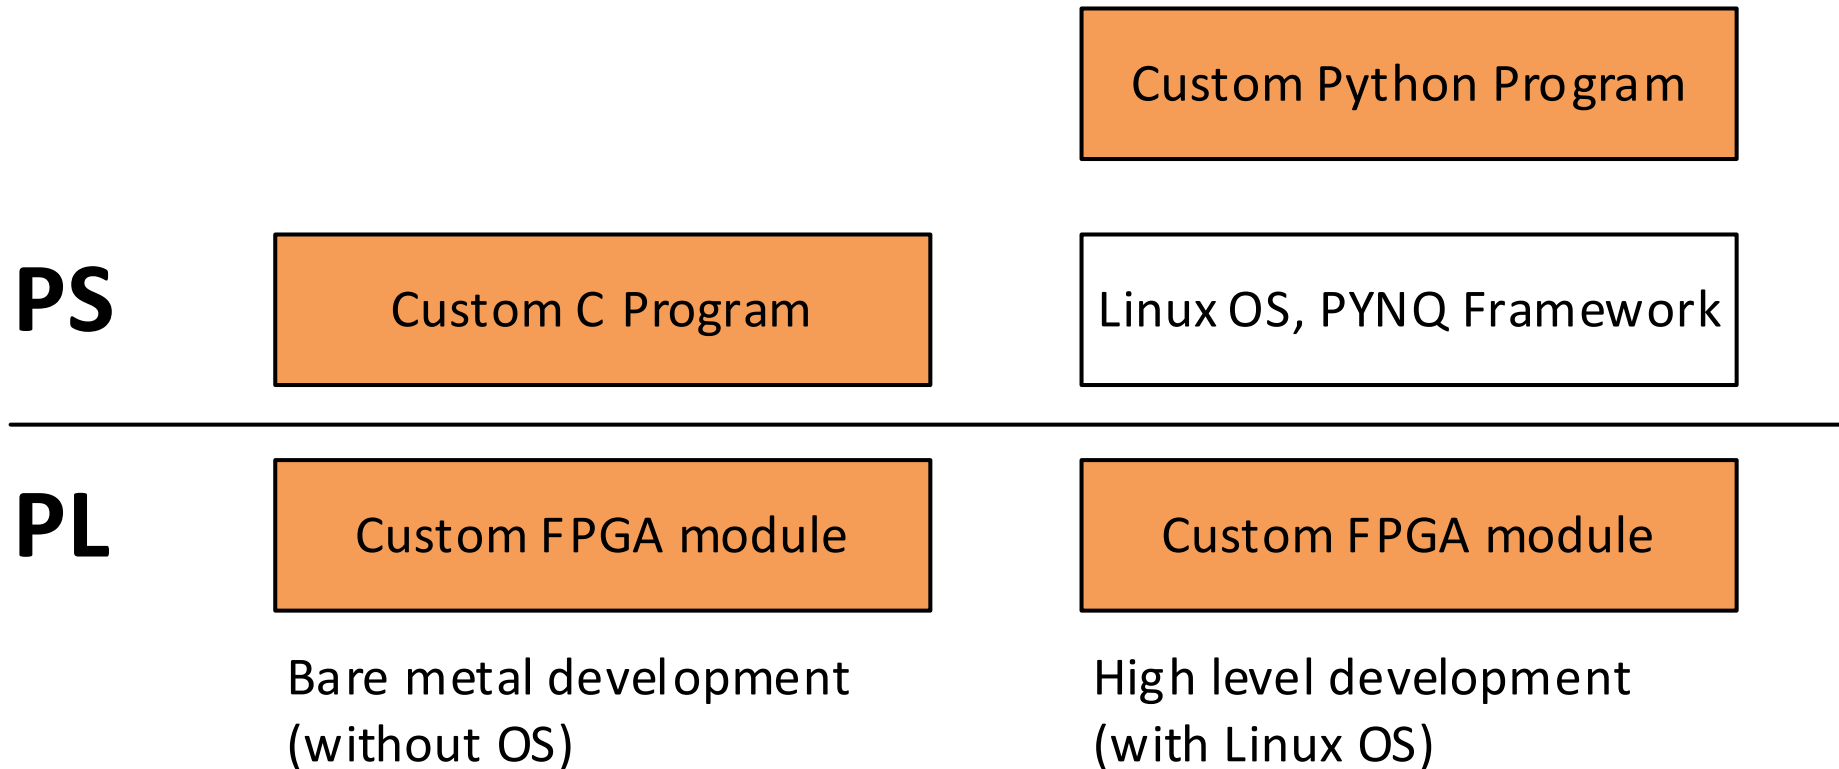 Custom Python Program
PS
Custom C Program
Linux OS, PYNQ Framework
PL
Custom FPGA module
Custom FPGA module
Bare metal development
(without OS)
High level development
(with Linux OS)